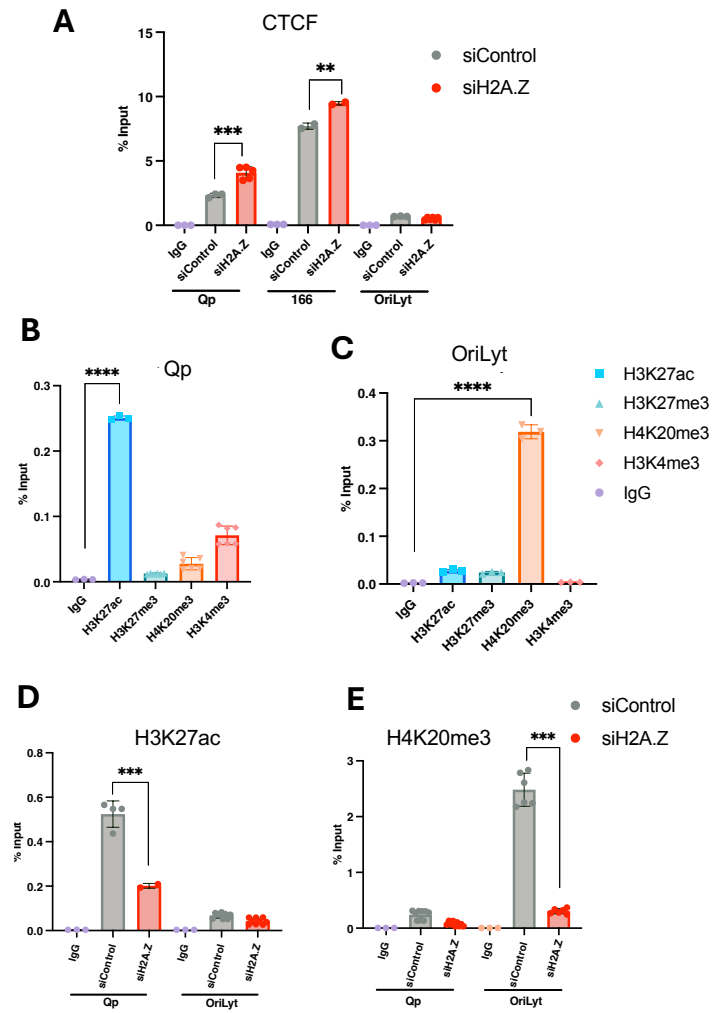 A
CTCF
siControl
siH2A.Z
% Input
15
10
5
0
***
**
IgG
siControl
siH2A.Z
IgG
siControl
siH2A.Z
IgG
siControl
siH2A.Z
Qp
166
OriLyt
B
Qp
% Input
0.3
0.2
0.1
0.0
****
IgG
H3K27ac
H3K27me3
H4K20me3
H3K4me3
C
OriLyt
% Input
0.4
0.3
0.2
0.1
0.0
****
IgG
H3K27ac
H3K27me3
H4K20me3
H3K4me3
H3K27ac
H3K27me3
H4K20me3
H3K4me3
IgG
D
H3K27ac
% Input
0.8
0.6
0.4
0.2
0.0
***
IgG
siControl
siH2A.Z
IgG
siControl
siH2A.Z
Qp
OriLyt
E
H4K20me3
siControl
siH2A.Z
% Input
3
2
1
0
***
IgG
siControl
siH2A.Z
IgG
siControl
siH2A.Z
Qp
OriLyt